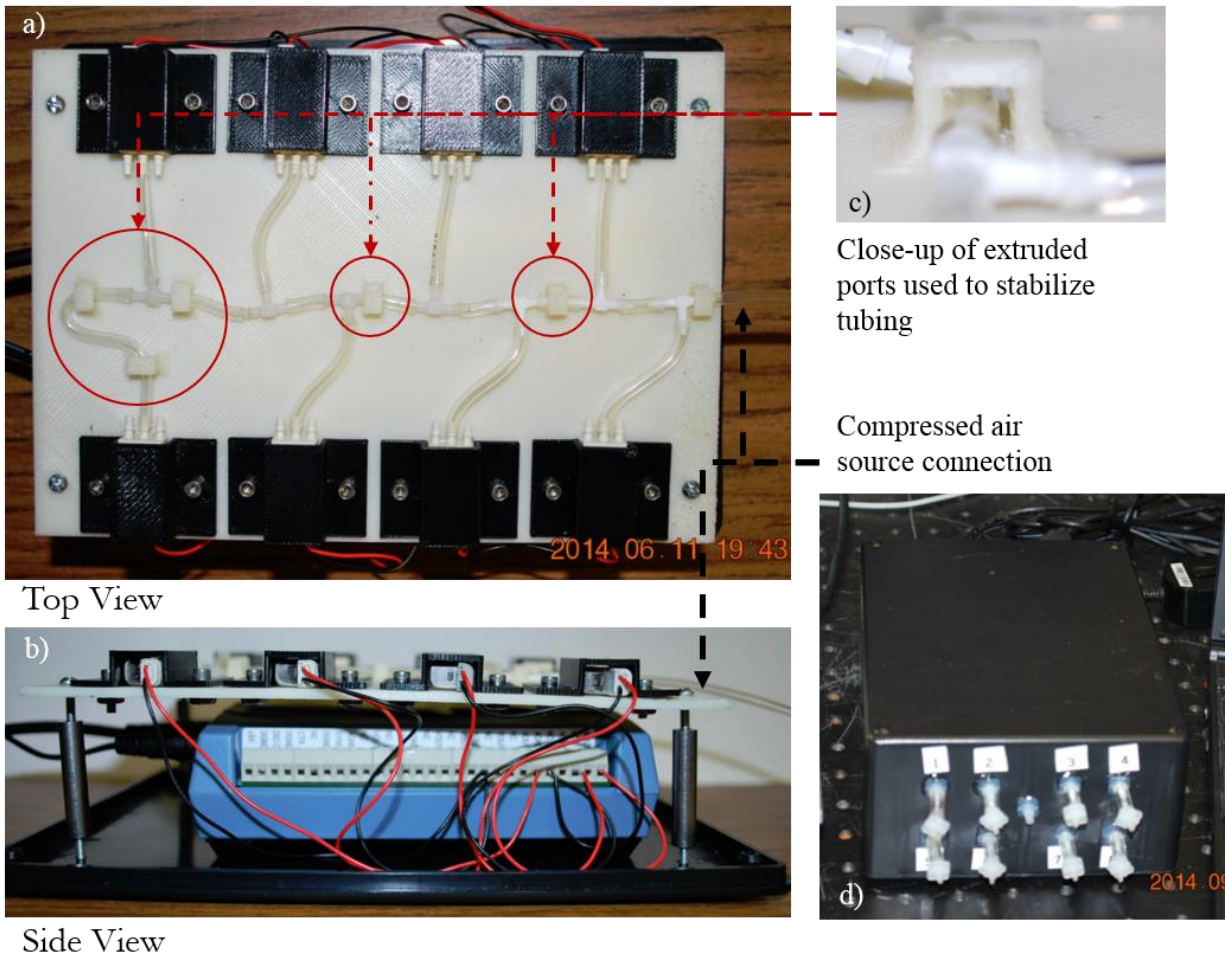 a)
2014 06 11 19:43
Top View
b)
Side View
c)
Close-up of extruded
ports used to stabilize
tubing
Compressed air
source connection
1 2 3 4
7
d)
2014.09